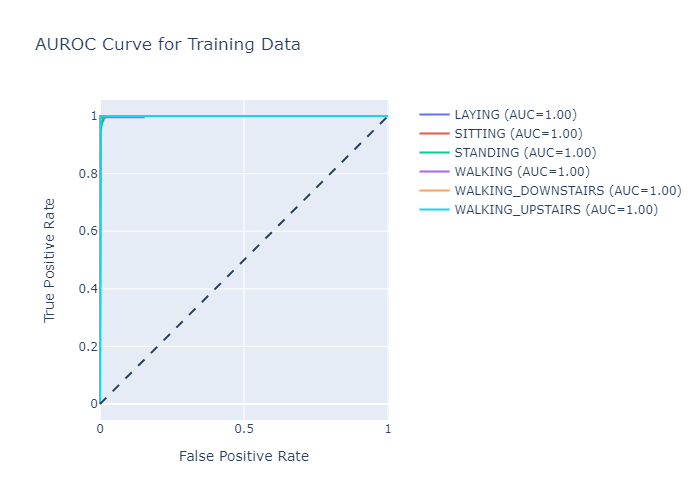 AUROC Curve for Training Data
1
0.8
0.6
0.4
0.2
0
True Positive Rate
0
0.5
1
False Positive Rate
LAYING (AUC=1.00)
SITTING (AUC=1.00)
STANDING (AUC=1.00)
WALKING (AUC=1.00)
WALKING_DOWNSTAIRS (AUC=1.00)
WALKING_UPSTAIRS (AUC=1.00)